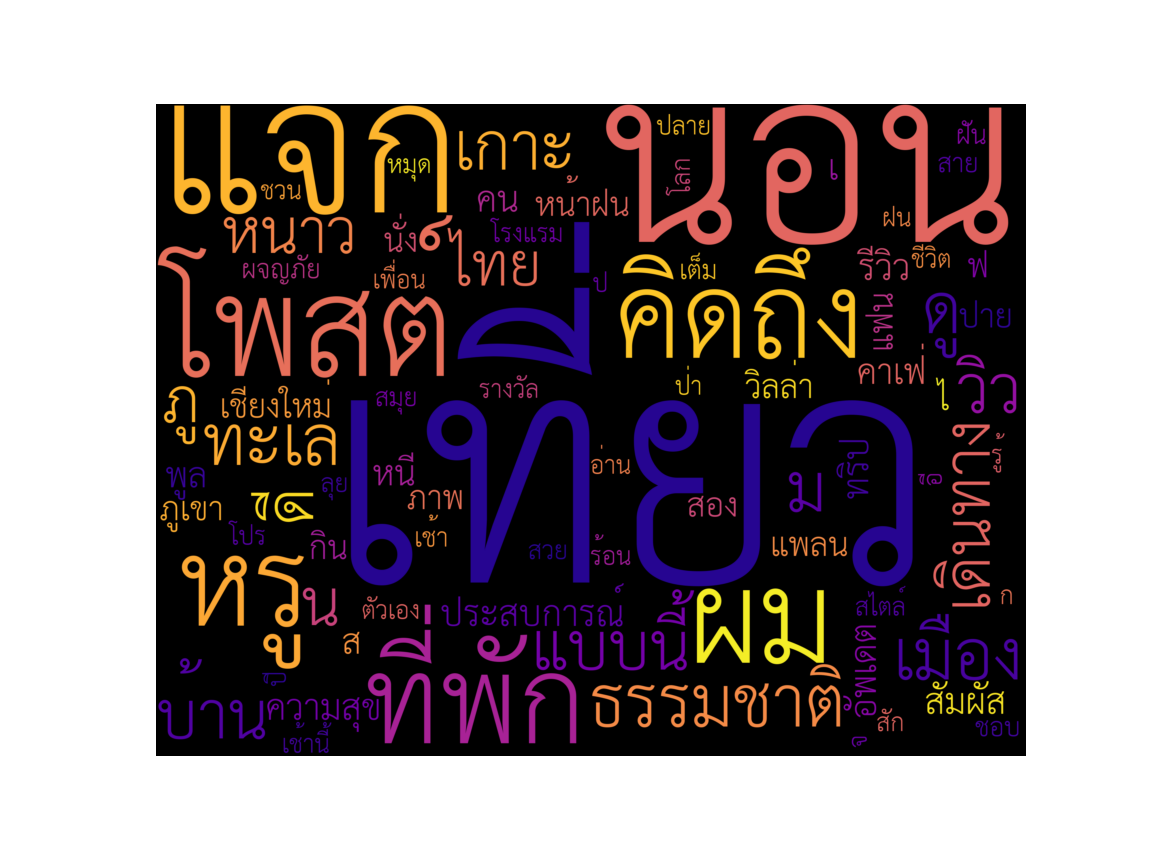 แจก
นอน
เกาะ
ปลาย
ฝัน
สาย
หมุด
ชวน
คน
หน้าฝน
โลก
เ
ฝน
หนาว
นั่ง
โรงแรม
ไทย
ผจญภัย
เพื่อน
ป
เต็ม
รีวิว
ชีวิต
ฟ
โพสต
ที่
คิดถึง
แฟน
ดู
ปาย
ภู
เชียงใหม่
สมุย
รางวัล
ป่า
วิลล่า
คาเฟ่
ไ
วิว
ทะเล
เที่ยว
พูล
ลุย
หนี
อ่าน
ภูเขา
ภาพ
สอง
ม
ทริป
เดินทาง
โปร
กิน
เช้า
สวย
ร้อน
แพลน
หรู
น
ตัวเอง
ประสบการณ์
ผม
สไตล์
ก
ส
ที่พัก
แบบนี้
อัพเดต
เมือง
บ้าน
ความสุข
ธรรมชาติ
สัมผัส
เช้านี้
สัก
ชอบ